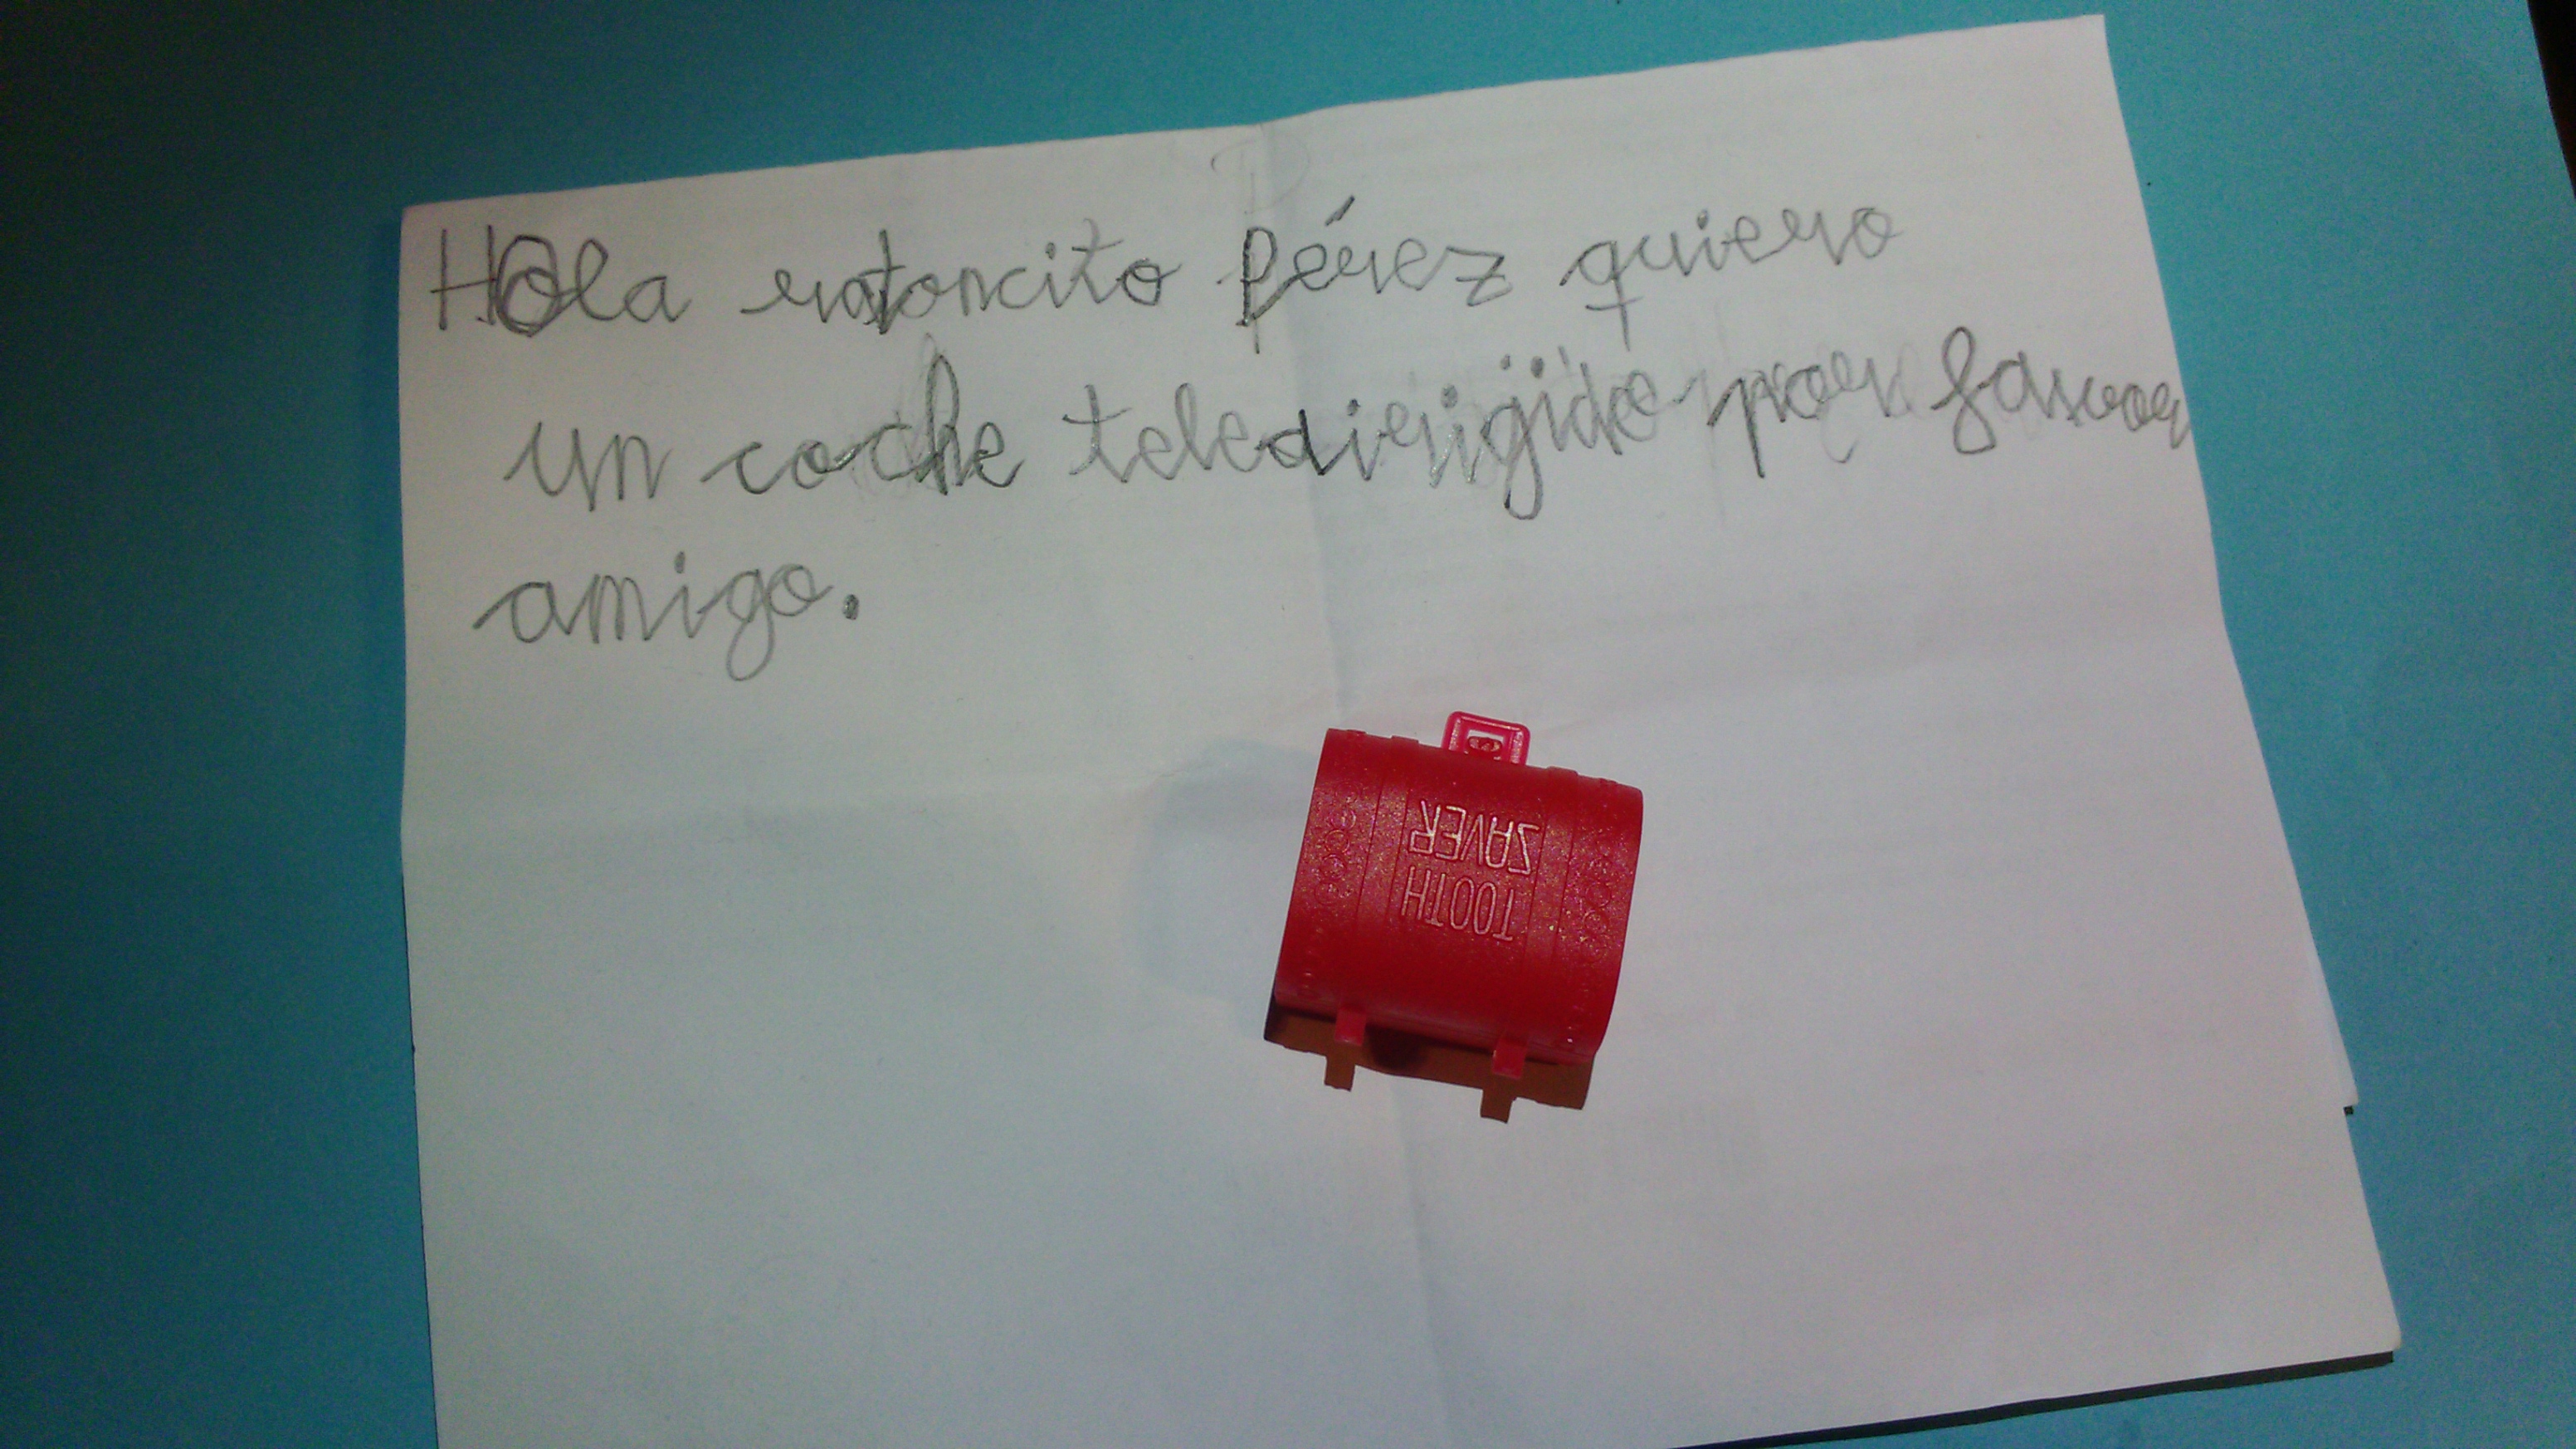 Hola ratoncito Pérez quiero
un coche teledirigido por favor
amigo.
TOOTH
SAVER